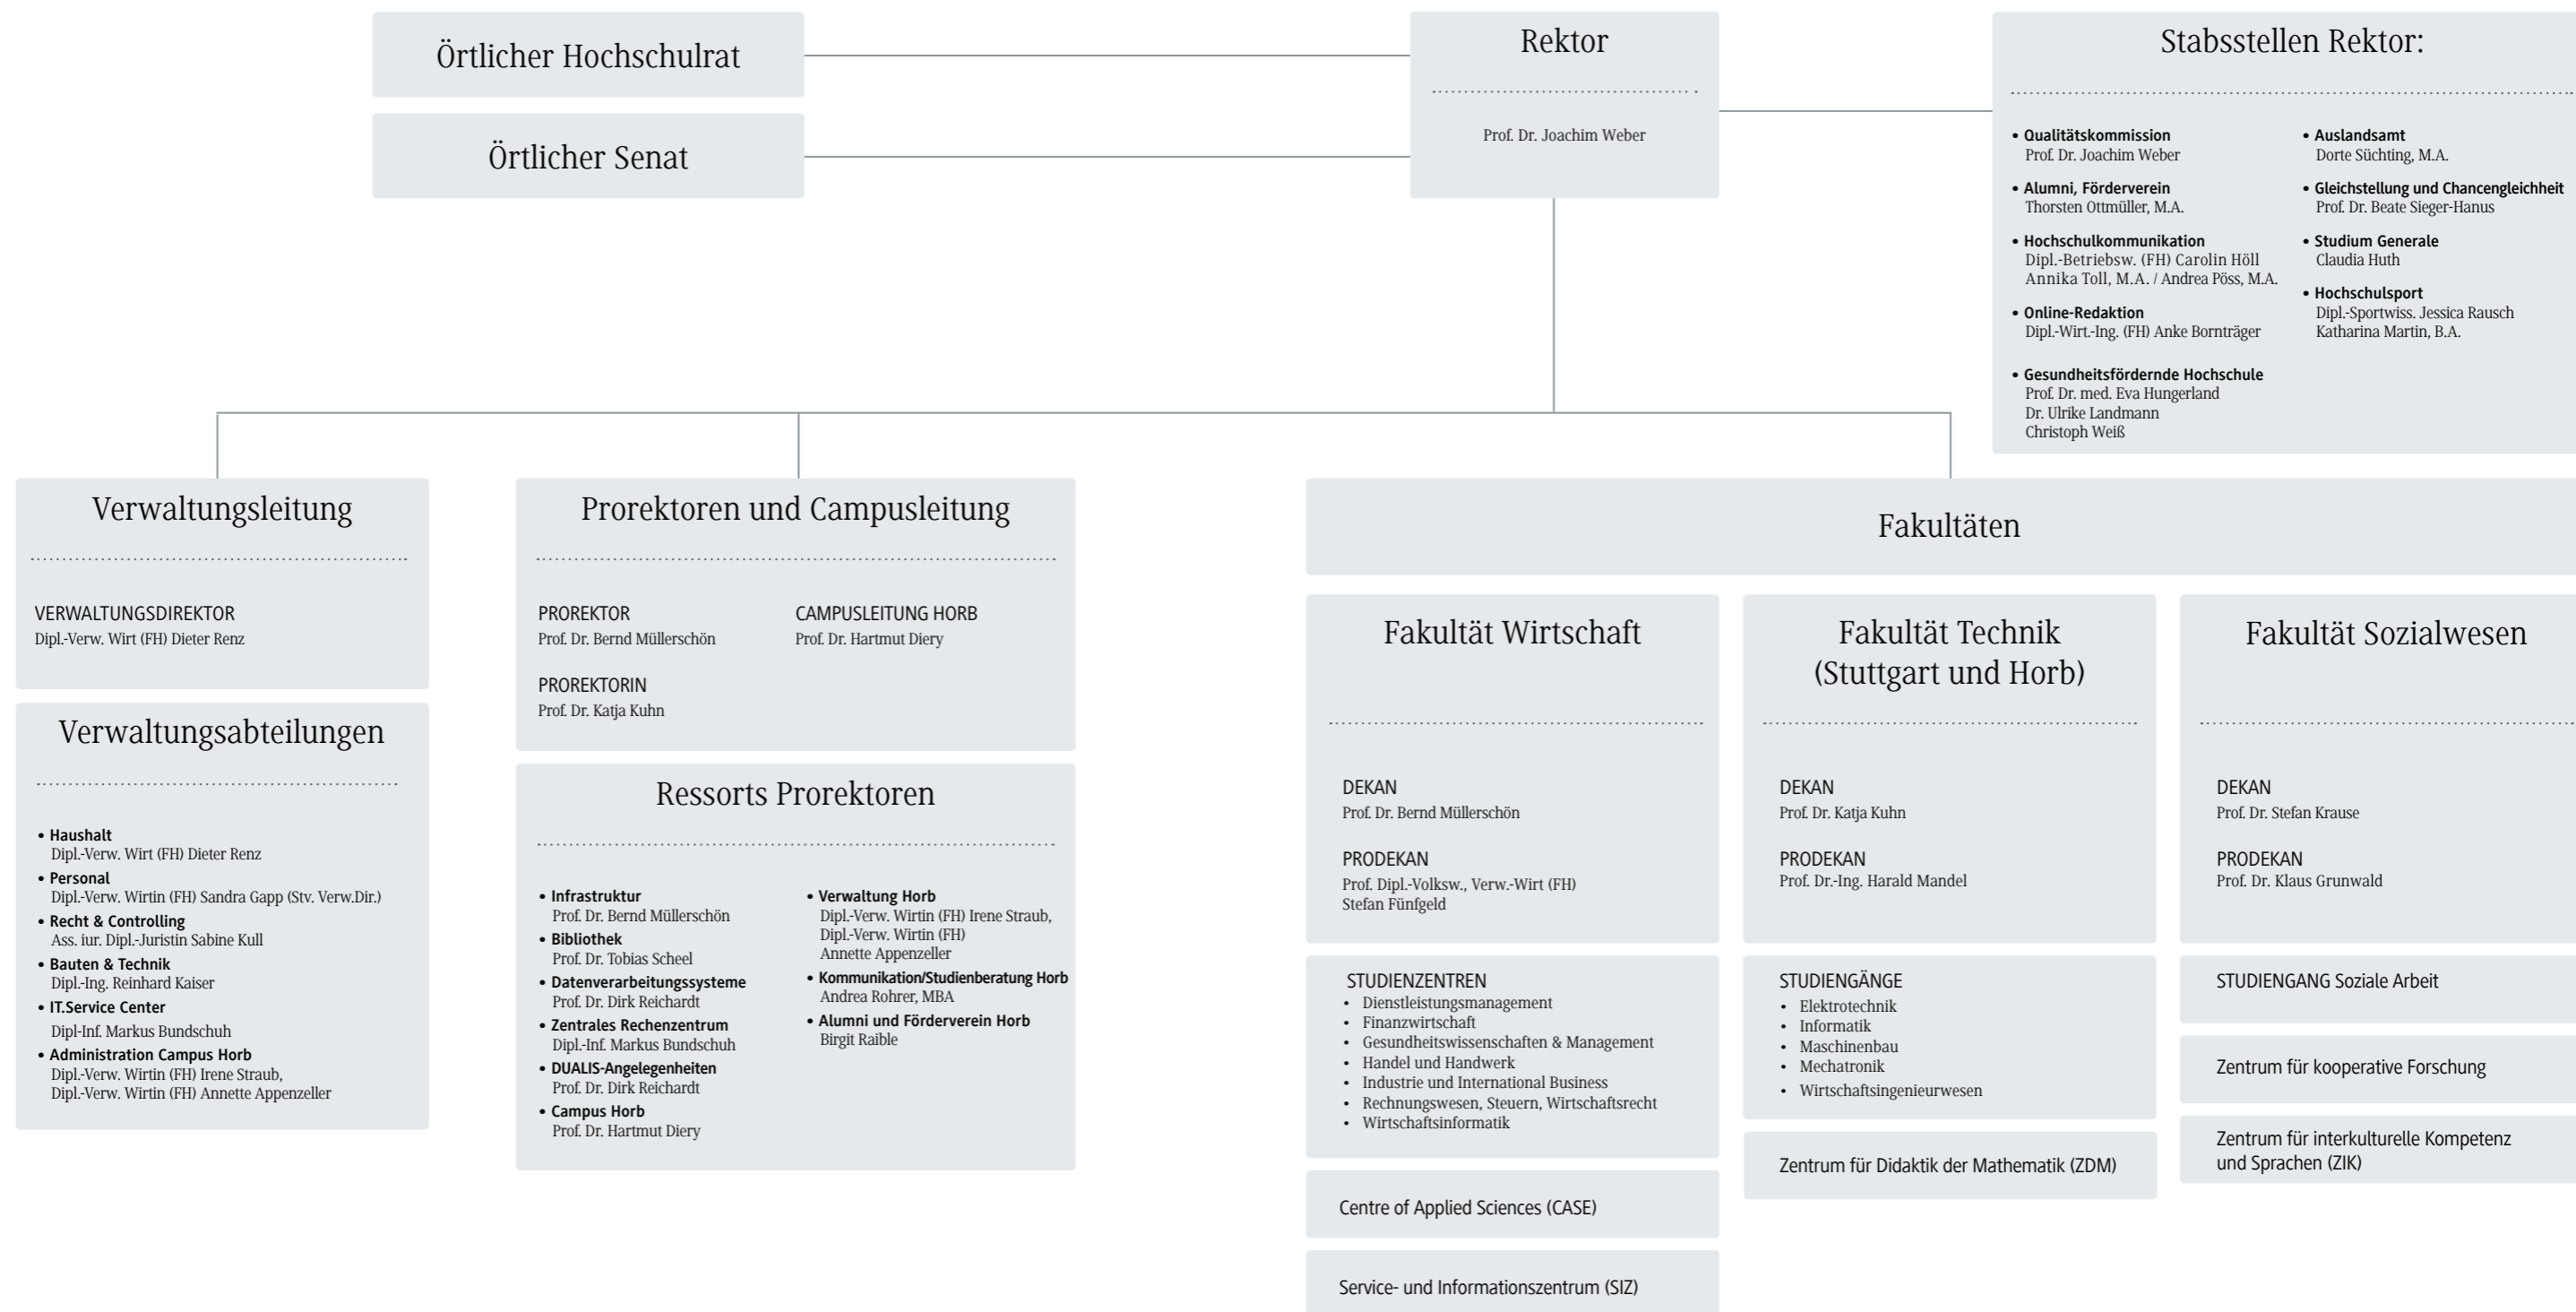 Örtlicher Hochschulrat
Örtlicher Senat
Rektor
Prof. Dr. Joachim Weber
Stabsstellen Rektor:
• Qualitätskommission
Prof. Dr. Joachim Weber
• Alumni, Förderverein
Thorsten Ottmüller, M.A.
• Hochschulkommunikation
Dipl.-Betriebsw. (FH) Carolin Höll
Annika Toll, M.A. / Andrea Pöss, M.A.
• Online-Redaktion
Dipl.-Wirt.-Ing. (FH) Anke Bornträger
• Gesundheitsfördernde Hochschule
Prof. Dr. med. Eva Hungerland
Dr. Ulrike Landmann
Christoph Weiß
• Auslandsamt
Dorte Süchting, M.A.
• Gleichstellung und Chancengleichheit
Prof. Dr. Beate Sieger-Hanus
• Studium Generale
Claudia Huth
• Hochschulsport
Dipl.-Sportwiss. Jessica Rausch
Katharina Martin, B.A.
Verwaltungsleitung
VERWALTUNGSDIREKTOR
Dipl.-Verw. Wirt (FH) Dieter Renz
Verwaltungsabteilungen
• Haushalt
Dipl.-Verw. Wirt (FH) Dieter Renz
• Personal
Dipl.-Verw. Wirtin (FH) Sandra Gapp (Stv. Verw.Dir.)
• Recht & Controlling
Ass. iur. Dipl.-Juristin Sabine Kull
• Bauten & Technik
Dipl.-Ing. Reinhard Kaiser
• IT.Service Center
Dipl-Inf. Markus Bundschuh
• Administration Campus Horb
Dipl.-Verw. Wirtin (FH) Irene Straub,
Dipl.-Verw. Wirtin (FH) Annette Appenzeller
Prorektoren und Campusleitung
PROREKTOR
Prof. Dr. Bernd Müllerschön
PROREKTORIN
Prof. Dr. Katja Kuhn
CAMPUSLEITUNG HORB
Prof. Dr. Hartmut Diery
Ressorts Prorektoren
• Infrastruktur
Prof. Dr. Bernd Müllerschön
• Bibliothek
Prof. Dr. Tobias Scheel
• Datenverarbeitungssysteme
Prof. Dr. Dirk Reichardt
• Zentrales Rechenzentrum
Dipl.-Inf. Markus Bundschuh
• DUALIS-Angelegenheiten
Prof. Dr. Dirk Reichardt
• Campus Horb
Prof. Dr. Hartmut Diery
• Verwaltung Horb
Dipl.-Verw. Wirtin (FH) Irene Straub,
Dipl.-Verw. Wirtin (FH)
Annette Appenzeller
• Kommunikation/Studienberatung Horb
Andrea Rohrer, MBA
• Alumni und Förderverein Horb
Birgit Raible
Fakultäten
Fakultät Wirtschaft
DEKAN
Prof. Dr. Bernd Müllerschön
PRODEKAN
Prof. Dipl.-Volksw., Verw.-Wirt (FH)
Stefan Fünfgeld
STUDIENZENTREN
• Dienstleistungsmanagement
• Finanzwirtschaft
• Gesundheitswissenschaften & Management
• Handel und Handwerk
• Industrie und International Business
• Rechnungswesen, Steuern, Wirtschaftsrecht
• Wirtschaftsinformatik
Centre of Applied Sciences (CASE)
Service- und Informationszentrum (SIZ)
Fakultät Technik
(Stuttgart und Horb)
DEKAN
Prof. Dr. Katja Kuhn
PRODEKAN
Prof. Dr.-Ing. Harald Mandel
STUDIENGÄNGE
• Elektrotechnik
• Informatik
• Maschinenbau
• Mechatronik
• Wirtschaftsingenieurwesen
Zentrum für Didaktik der Mathematik (ZDM)
Fakultät Sozialwesen
DEKAN
Prof. Dr. Stefan Krause
PRODEKAN
Prof. Dr. Klaus Grunwald
STUDIENGANG Soziale Arbeit
Zentrum für kooperative Forschung
Zentrum für interkulturelle Kompetenz
und Sprachen (ZIK)